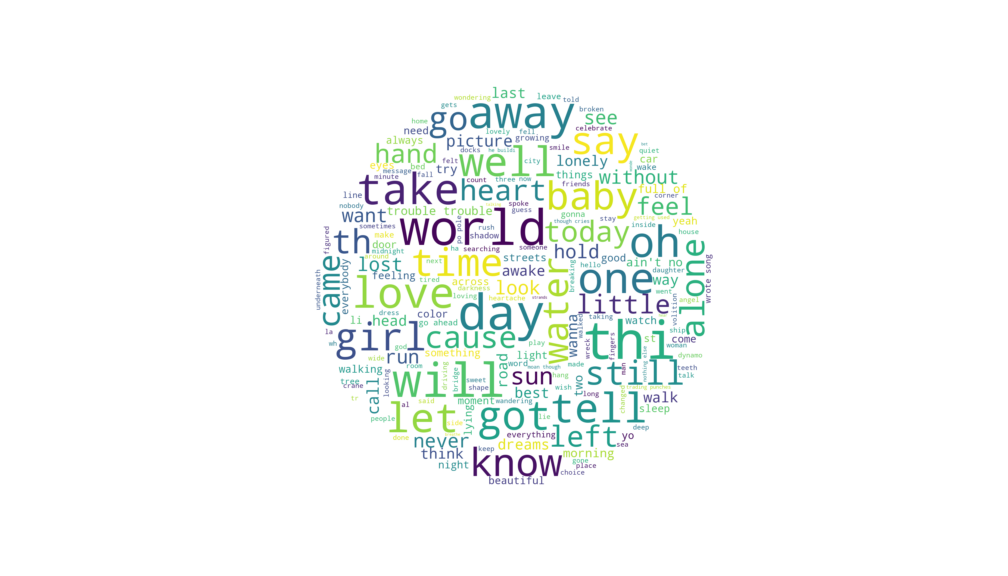 wondering last leave told
gets away broken
go say see
home need lovely fell celebrate
always picture growing smile quiet
hand well lonely car
eyes try city things without wake
message felt bed
minute fall take heart baby full of
count three now friends corner feel
line want trouble trouble spoke gonna yeah
nobody guess stay
sometimes world though cries today inside oh
figured th door rush shadow someone good house
make midnight po pole
around lost ha searching streets hold ain't no
everybody feeling time awake hello daughter way
next across look one went
tired darkness alone
underneath came loving heartache strands water breaking little angel
love day taking volition
dress color watch ship
li la head go ahead wanna walked st come
wh girl cause play thi woman
god light wreck fingers
wide run something road word mean though made man dynamo
walking room driving bridge hang still teeth
tree looking sweet sun two talk
crane will shape wish
call moment best long changed walk
tr al said wandering sleep
people let lying got lie tell
side deep
done never everything left yo
dreams sea
think keep gone morning
night know place
choice
beautiful
wrote song